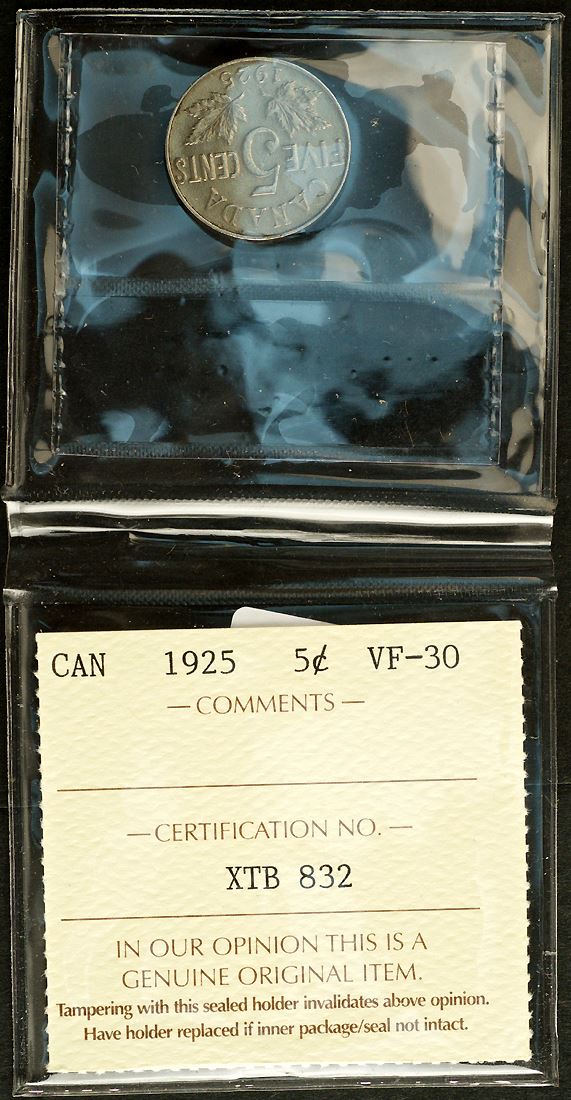 CANADA
FIVE 5 CENTS
1925
CAN 1925 5¢ VF-30
— COMMENTS —
— CERTIFICATION NO. —
XTB 832
IN OUR OPINION THIS IS A
GENUINE ORIGINAL ITEM.
Tampering with this sealed holder invalidates above opinion.
Have holder replaced if inner package/seal not intact.